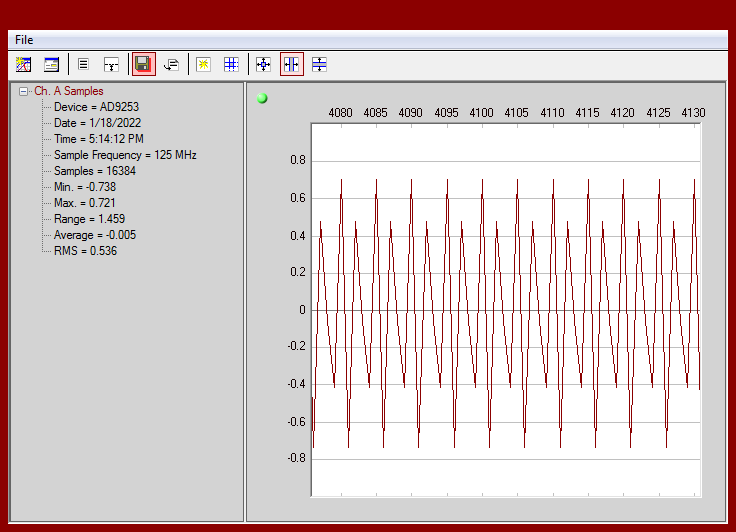 File
Ch. A Samples
Device = AD9253
Date = 1/18/2022
Time = 5:14:12 PM
Sample Frequency = 125 MHz
Samples = 16384
Min. = -0.738
Max. = 0.721
Range = 1.459
Average = -0.005
RMS = 0.536
4080 4085 4090 4095 4100 4105 4110 4115 4120 4125 4130
0.8
0.6
0.4
0.2
0
-0.2
-0.4
-0.6
-0.8